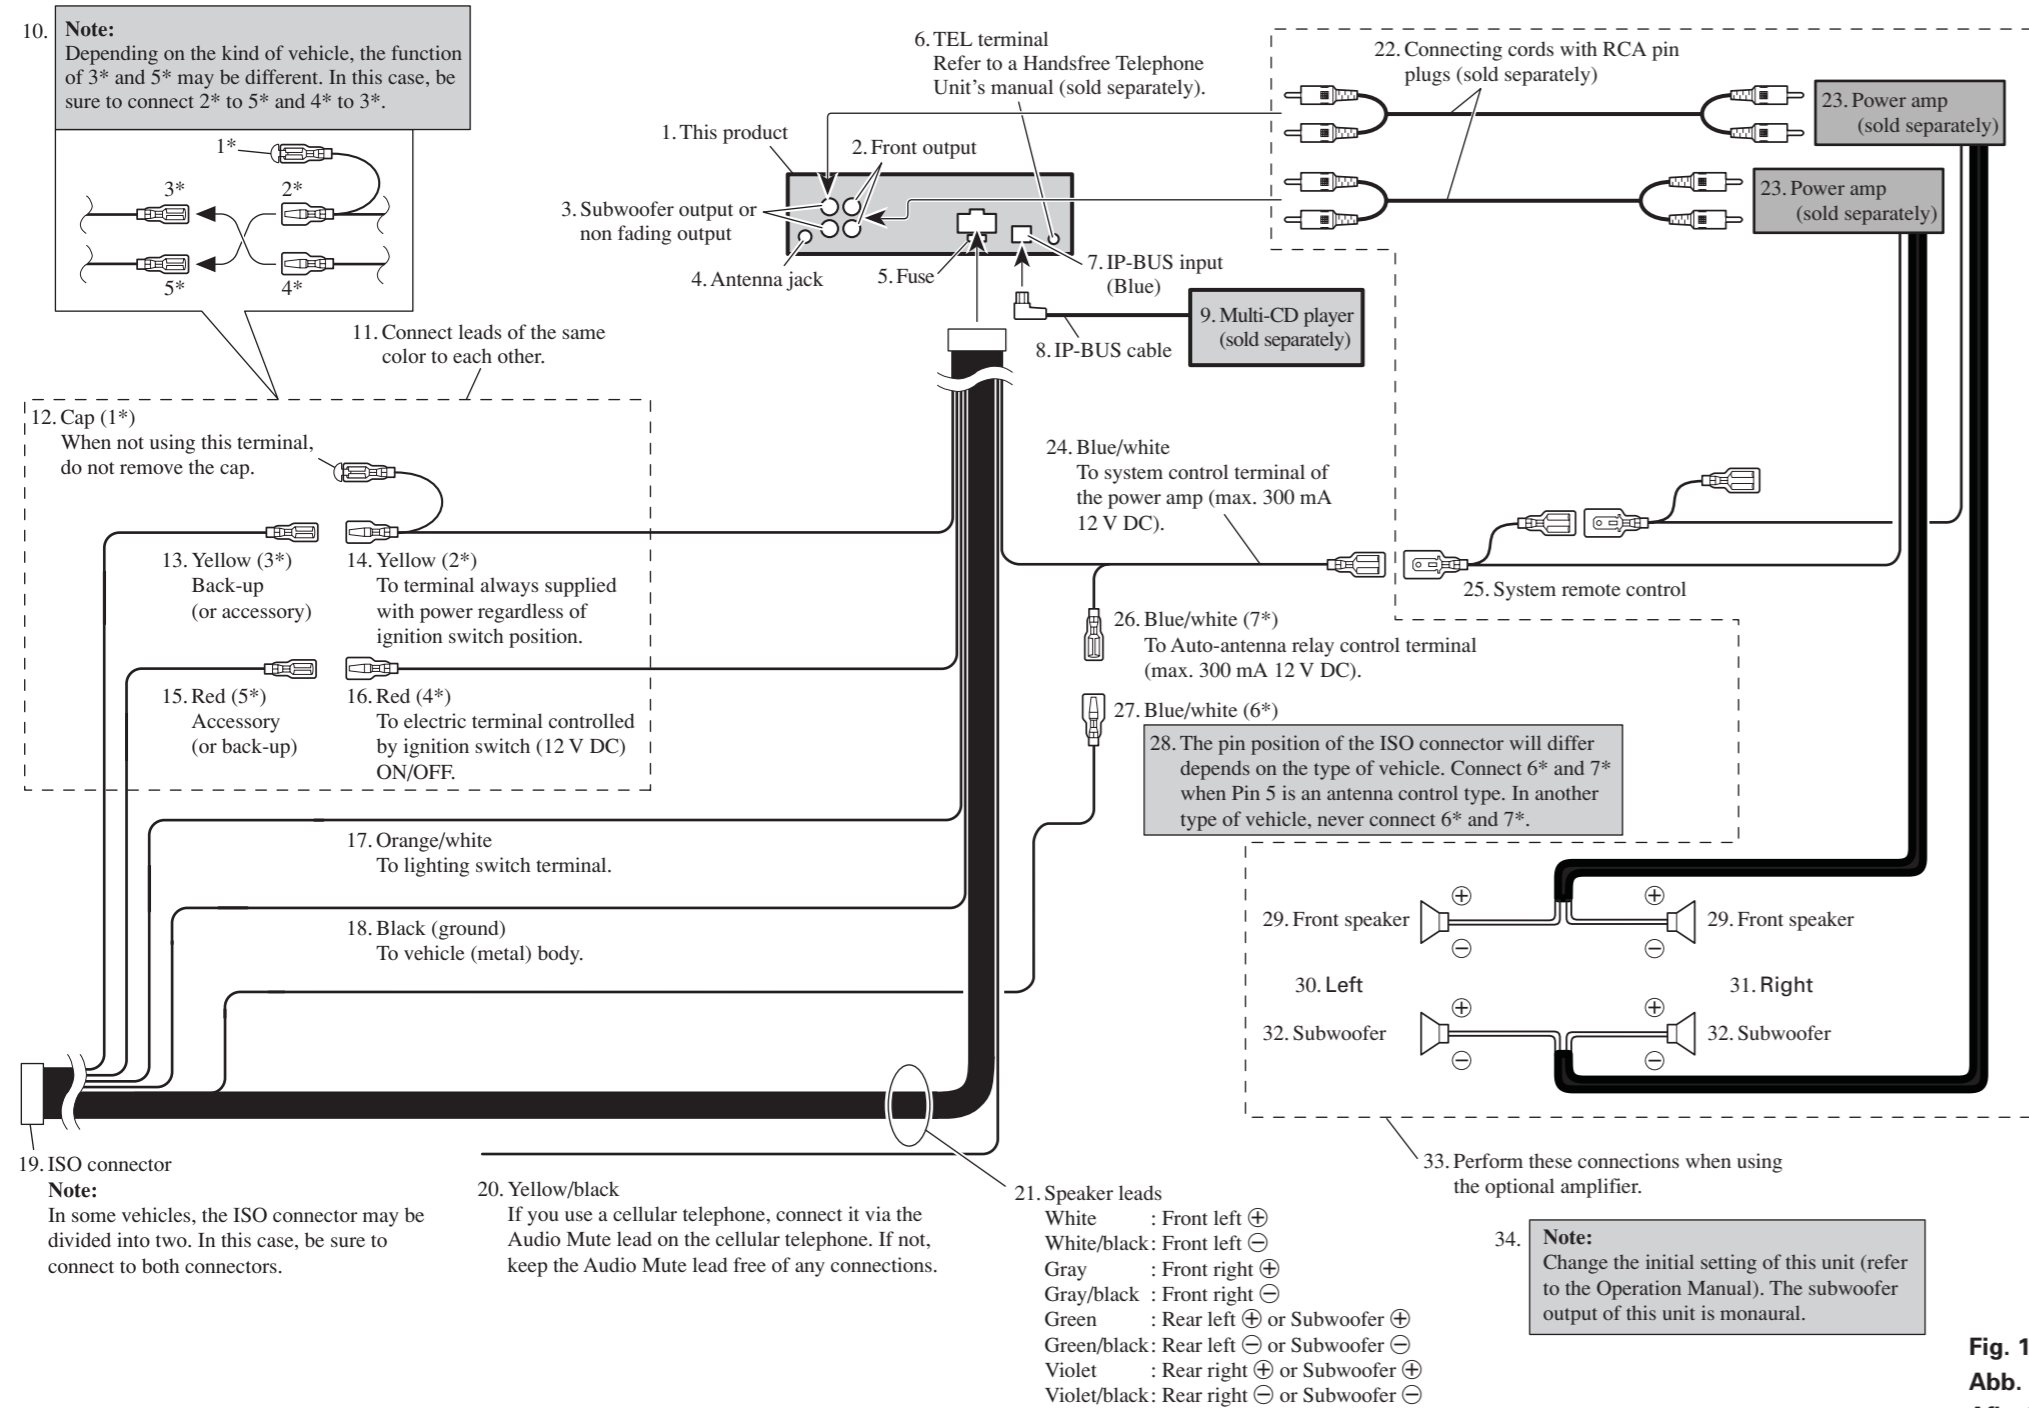 10. Note:
Depending on the kind of vehicle, the function
of 3* and 5* may be different. In this case, be
sure to connect 2* to 5* and 4* to 3*.
1*
3*
2*
5*
4*
11. Connect leads of the same
color to each other.
12. Cap (1*)
When not using this terminal,
do not remove the cap.
13. Yellow (3*)
Back-up
(or accessory)
14. Yellow (2*)
To terminal always supplied
with power regardless of
ignition switch position.
15. Red (5*)
Accessory
(or back-up)
16. Red (4*)
To electric terminal controlled
by ignition switch (12 V DC)
ON/OFF.
17. Orange/white
To lighting switch terminal.
18. Black (ground)
To vehicle (metal) body.
19. ISO connector
Note:
In some vehicles, the ISO connector may be
divided into two. In this case, be sure to
connect to both connectors.
20. Yellow/black
If you use a cellular telephone, connect it via the
Audio Mute lead on the cellular telephone. If not,
keep the Audio Mute lead free of any connections.
1. This product
2. Front output
3. Subwoofer output or
non fading output
4. Antenna jack
5. Fuse
6. TEL terminal
Refer to a Handsfree Telephone
Unit's manual (sold separately).
7. IP-BUS input
(Blue)
8. IP-BUS cable
9. Multi-CD player
(sold separately)
21. Speaker leads
White : Front left ⊕
White/black: Front left ⊖
Gray : Front right ⊕
Gray/black : Front right ⊖
Green : Rear left ⊕ or Subwoofer ⊕
Green/black: Rear left ⊖ or Subwoofer ⊖
Violet : Rear right ⊕ or Subwoofer ⊕
Violet/black: Rear right ⊖ or Subwoofer ⊖
22. Connecting cords with RCA pin
plugs (sold separately)
23. Power amp
(sold separately)
23. Power amp
(sold separately)
24. Blue/white
To system control terminal of
the power amp (max. 300 mA
12 V DC).
25. System remote control
26. Blue/white (7*)
To Auto-antenna relay control terminal
(max. 300 mA 12 V DC).
27. Blue/white (6*)
28. The pin position of the ISO connector will differ
depends on the type of vehicle. Connect 6* and 7*
when Pin 5 is an antenna control type. In another
type of vehicle, never connect 6* and 7*.
⊕ ⊕
29. Front speaker 29. Front speaker
⊖ ⊖
30. Left 31. Right
⊕ ⊕
32. Subwoofer 32. Subwoofer
⊖ ⊖
33. Perform these connections when using
the optional amplifier.
34. Note:
Change the initial setting of this unit (refer
to the Operation Manual). The subwoofer
output of this unit is monaural.
Fig. 1
Abb.